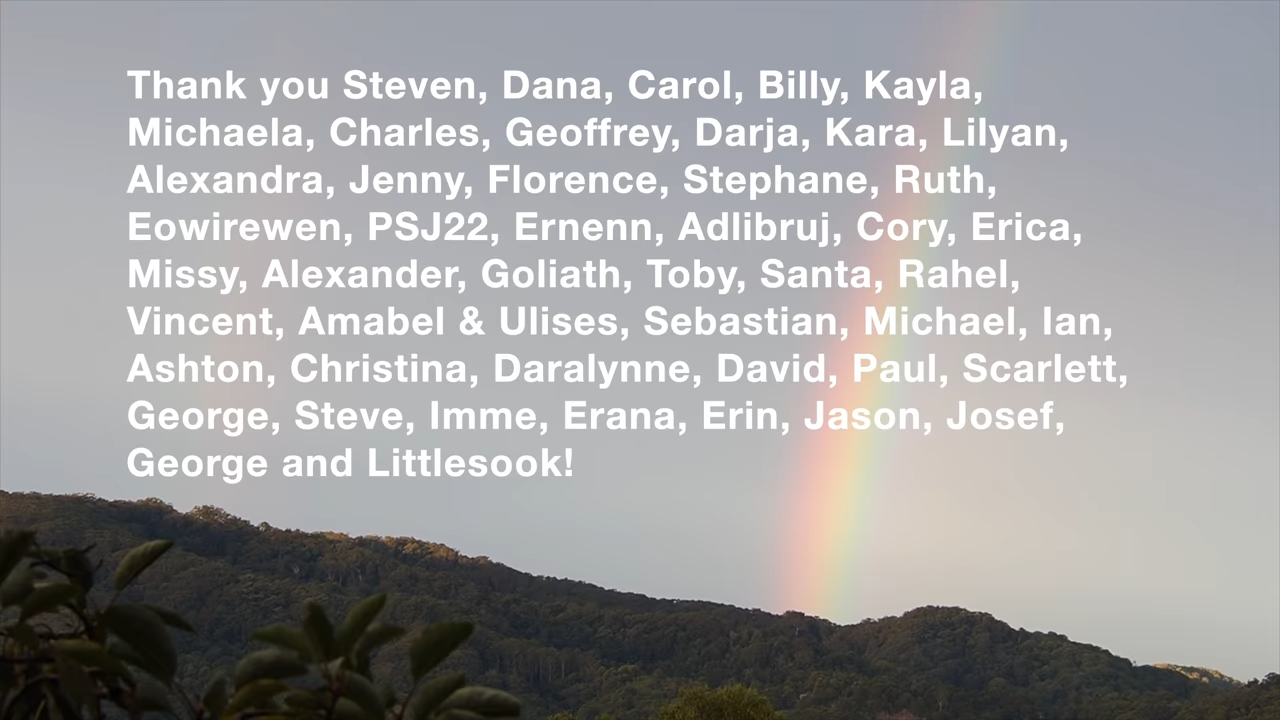 Thank you Steven, Dana, Carol, Billy, Kayla,
Michaela, Charles, Geoffrey, Darja, Kara, Lilyan,
Alexandra, Jenny, Florence, Stephane, Ruth,
Eowirewen, PSJ22, Ernenn, Adlibruj, Cory, Erica,
Missy, Alexander, Goliath, Toby, Santa, Rahel,
Vincent, Amabel & Ulises, Sebastian, Michael, Ian,
Ashton, Christina, Daralynne, David, Paul, Scarlett,
George, Steve, Imme, Erana, Erin, Jason, Josef,
George and Littlesook!